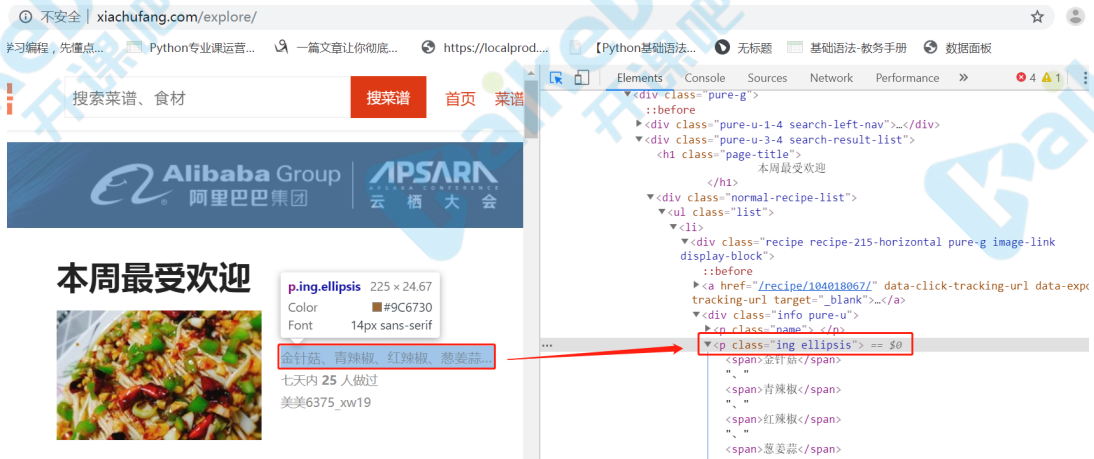 不安全 | xiachufang.com/explore/
学习编程，先懂点...
Python专业课运营...
一篇文章让你彻底...
https://localprod....
【Python基础语法...
无标题
基础语法-教务手册
数据面板
搜索菜谱、食材
搜菜谱
首页
菜谱
Alibaba Group
阿里巴巴集团
APSARA
APSARA CONFERENCE
云栖大会
本周最受欢迎
p.ing.ellipsis 225 × 24.67
Color #9C6730
Font 14px sans-serif
金针菇、青辣椒、红辣椒、葱姜蒜...
七天内 25 人做过
美美6375_xw19
Elements Console Sources Network Performance » 4 1
▼<div class="pure-g">
::before
▶<div class="pure-u-1-4 search-left-nav">…</div>
▼<div class="pure-u-3-4 search-result-list">
<h1 class="page-title">
本周最受欢迎
</h1>
▼<div class="normal-recipe-list">
▼<ul class="list">
▼<li>
▼<div class="recipe recipe-215-horizontal pure-g image-link
display-block">
::before
▶<a href="/recipe/104018067/" data-click-tracking-url data-expo
tracking-url target="_blank">…</a>
▼<div class="info pure-u">
▶<p class="name"> </p>
... ▼<p class="ing ellipsis"> == $0
<span>金针菇</span>
"、"
<span>青辣椒</span>
"、"
<span>红辣椒</span>
"、"
<span>葱姜蒜</span>
开课吧
Kaike
开课吧
Kaike